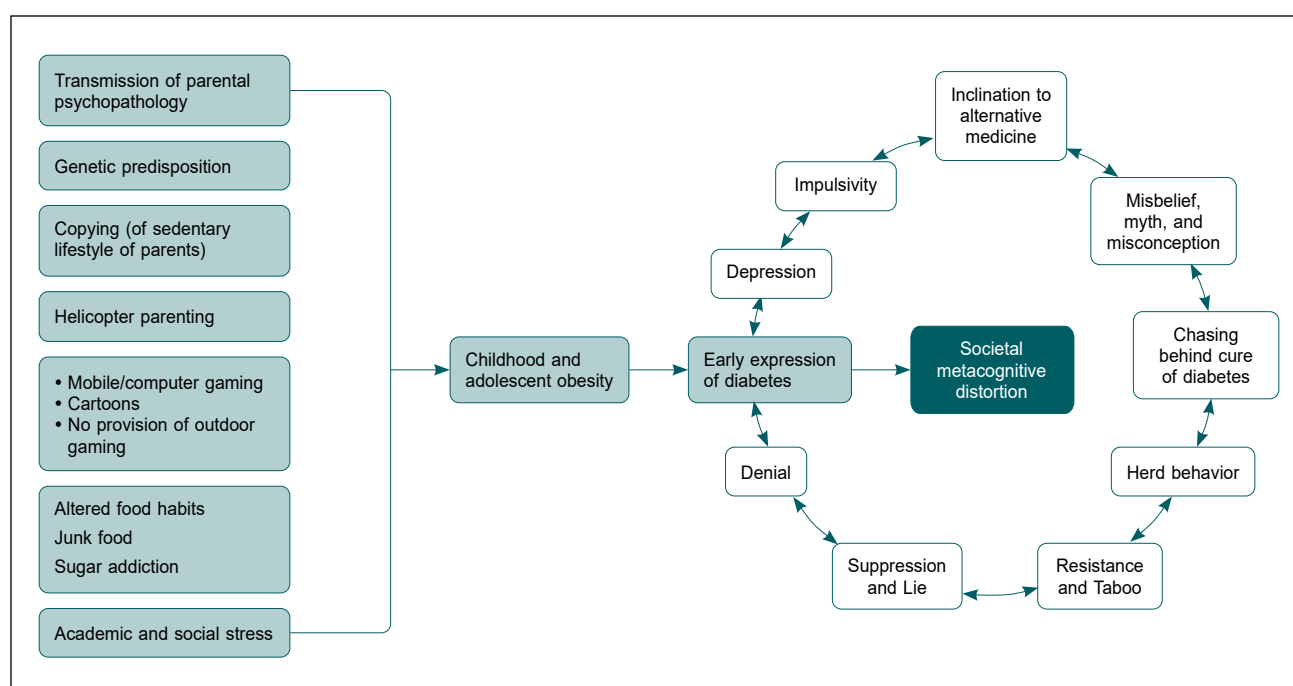 Transmission of parental
psychopathology
Genetic predisposition
Copying (of sedentary
lifestyle of parents)
Helicopter parenting
• Mobile/computer gaming
• Cartoons
• No provision of outdoor
gaming
Altered food habits
Junk food
Sugar addiction
Academic and social stress
Childhood and
adolescent obesity
Early expression
of diabetes
Societal
metacognitive
distortion
Depression
Impulsivity
Inclination to
alternative
medicine
Misbelief,
myth, and
misconception
Chasing
behind cure
of diabetes
Herd behavior
Resistance
and Taboo
Suppression
and Lie
Denial